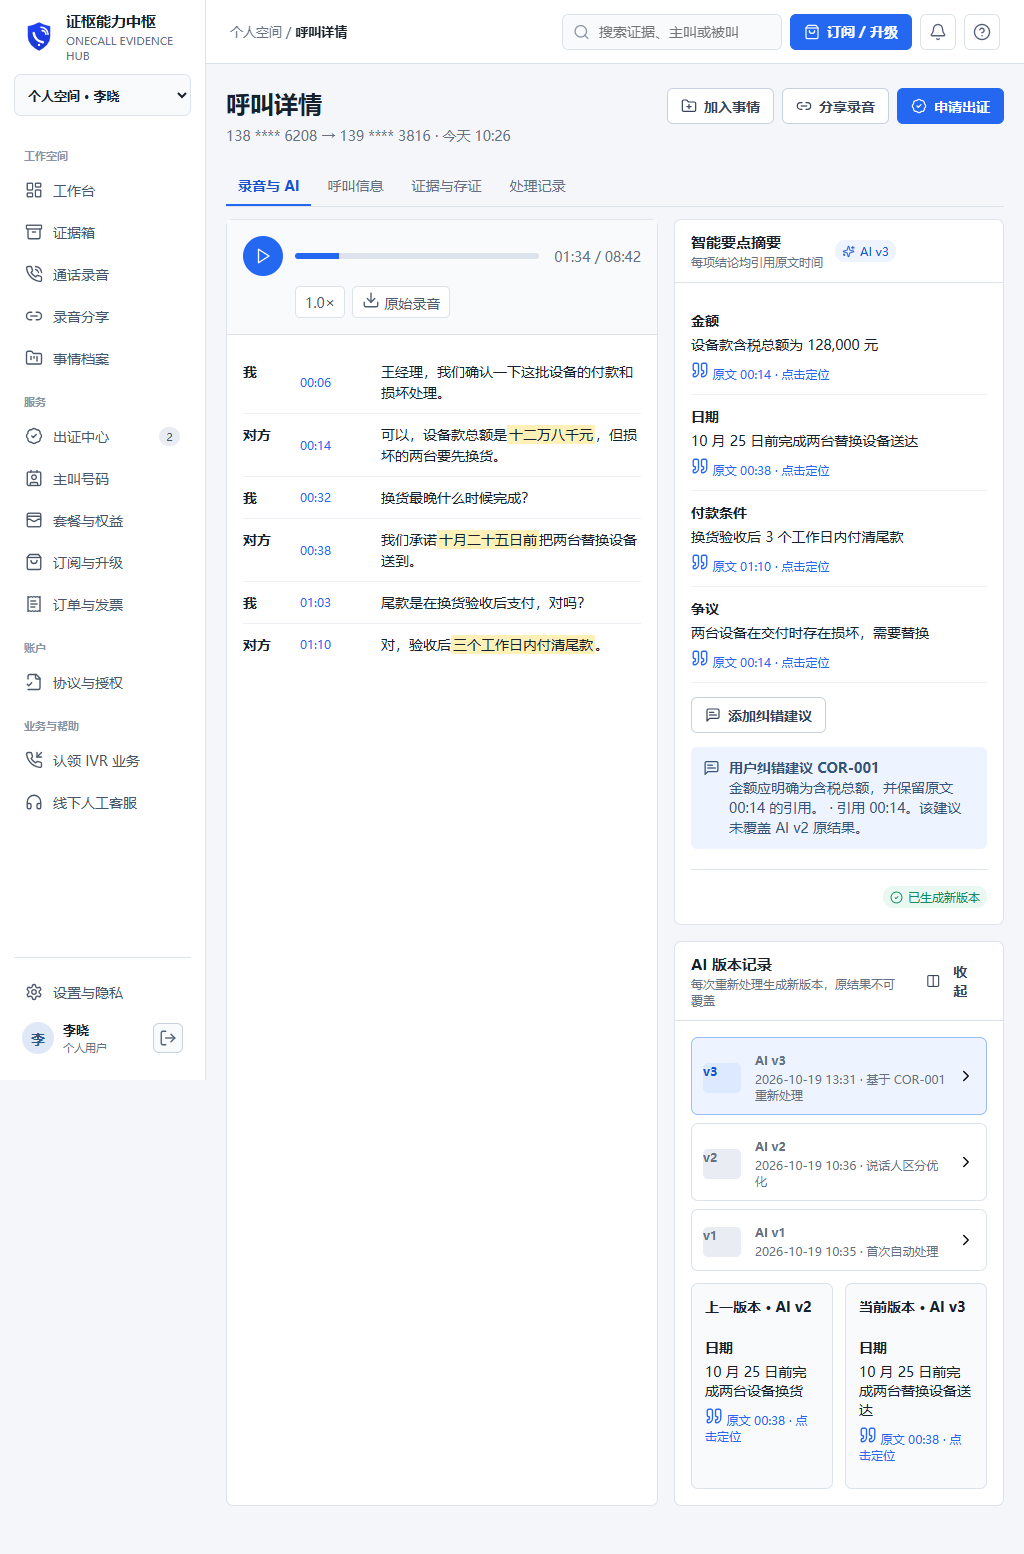 证枢能力中枢
ONECALL EVIDENCE
HUB
个人空间 • 李晓
工作空间
工作台
证据箱
通话录音
录音分享
事情档案
服务
出证中心
2
主叫号码
套餐与权益
订阅与升级
订单与发票
账户
协议与授权
业务与帮助
认领 IVR 业务
线下人工客服
设置与隐私
李
李晓
个人用户
个人空间 / 呼叫详情
搜索证据、主叫或被叫
订阅 / 升级
呼叫详情
138 **** 6208 → 139 **** 3816 · 今天 10:26
加入事情
分享录音
申请出证
录音与 AI
呼叫信息
证据与存证
处理记录
01:34 / 08:42
1.0×
原始录音
我
00:06
王经理，我们确认一下这批设备的付款和
损坏处理。
对方
00:14
可以，设备款总额是十二万八千元，但损
坏的两台要先换货。
我
00:32
换货最晚什么时候完成？
对方
00:38
我们承诺十月二十五日前把两台替换设备
送到。
我
01:03
尾款是在换货验收后支付，对吗？
对方
01:10
对，验收后三个工作日内付清尾款。
智能要点摘要
每项结论均引用原文时间
AI v3
金额
设备款含税总额为 128,000 元
原文 00:14 · 点击定位
日期
10 月 25 日前完成两台替换设备送达
原文 00:38 · 点击定位
付款条件
换货验收后 3 个工作日内付清尾款
原文 01:10 · 点击定位
争议
两台设备在交付时存在损坏，需要替换
原文 00:14 · 点击定位
添加纠错建议
用户纠错建议 COR-001
金额应明确为含税总额，并保留原文
00:14 的引用。 · 引用 00:14。该建议
未覆盖 AI v2 原结果。
已生成新版本
AI 版本记录
每次重新处理生成新版本，原结果不可
覆盖
收
起
v3
AI v3
2026-10-19 13:31 · 基于 COR-001
重新处理
v2
AI v2
2026-10-19 10:36 · 说话人区分优
化
v1
AI v1
2026-10-19 10:35 · 首次自动处理
上一版本 • AI v2
日期
10 月 25 日前完
成两台设备换货
原文 00:38 · 点
击定位
当前版本 • AI v3
日期
10 月 25 日前完
成两台替换设备送
达
原文 00:38 · 点
击定位